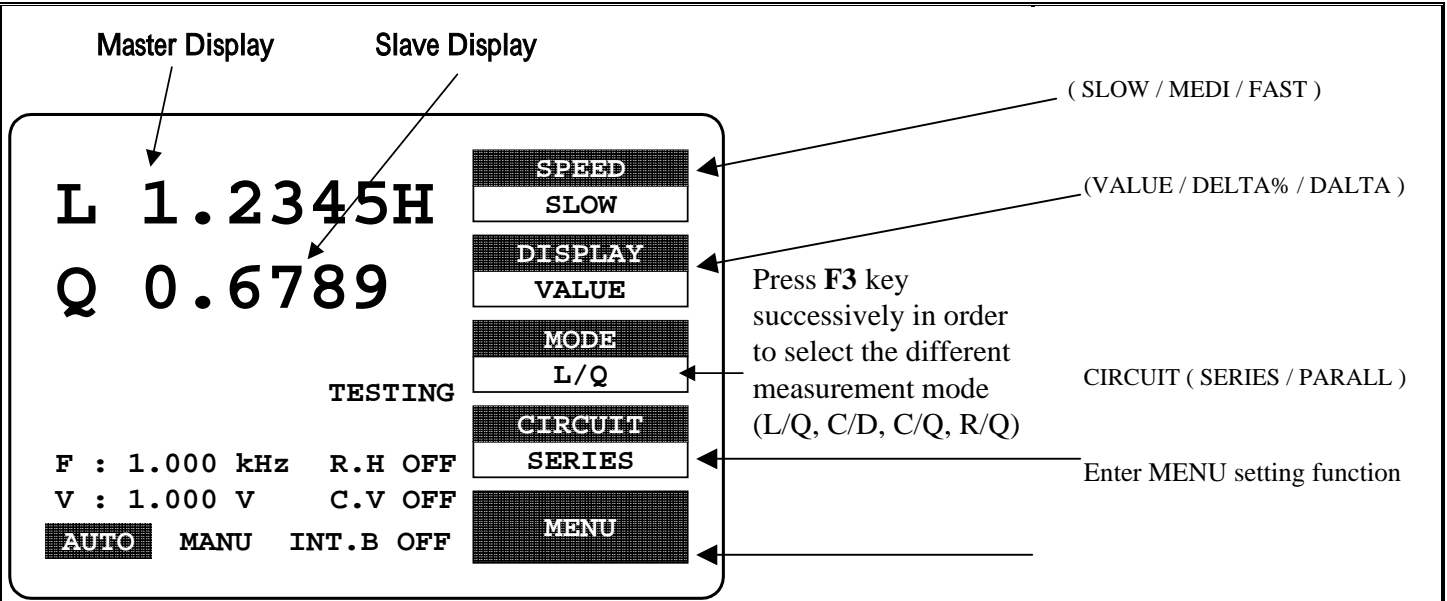 Master Display
Slave Display
( SLOW / MEDI / FAST )
SPEED
SLOW
L 1.2345H
(VALUE / DELTA% / DALTA )
DISPLAY
VALUE
Q 0.6789
Press F3 key
successively in order
to select the different
measurement mode
(L/Q, C/D, C/Q, R/Q)
MODE
L/Q
TESTING
CIRCUIT ( SERIES / PARALL )
CIRCUIT
SERIES
F : 1.000 kHz R.H OFF
Enter MENU setting function
V : 1.000 V C.V OFF
MENU
AUTO MANU INT.B OFF